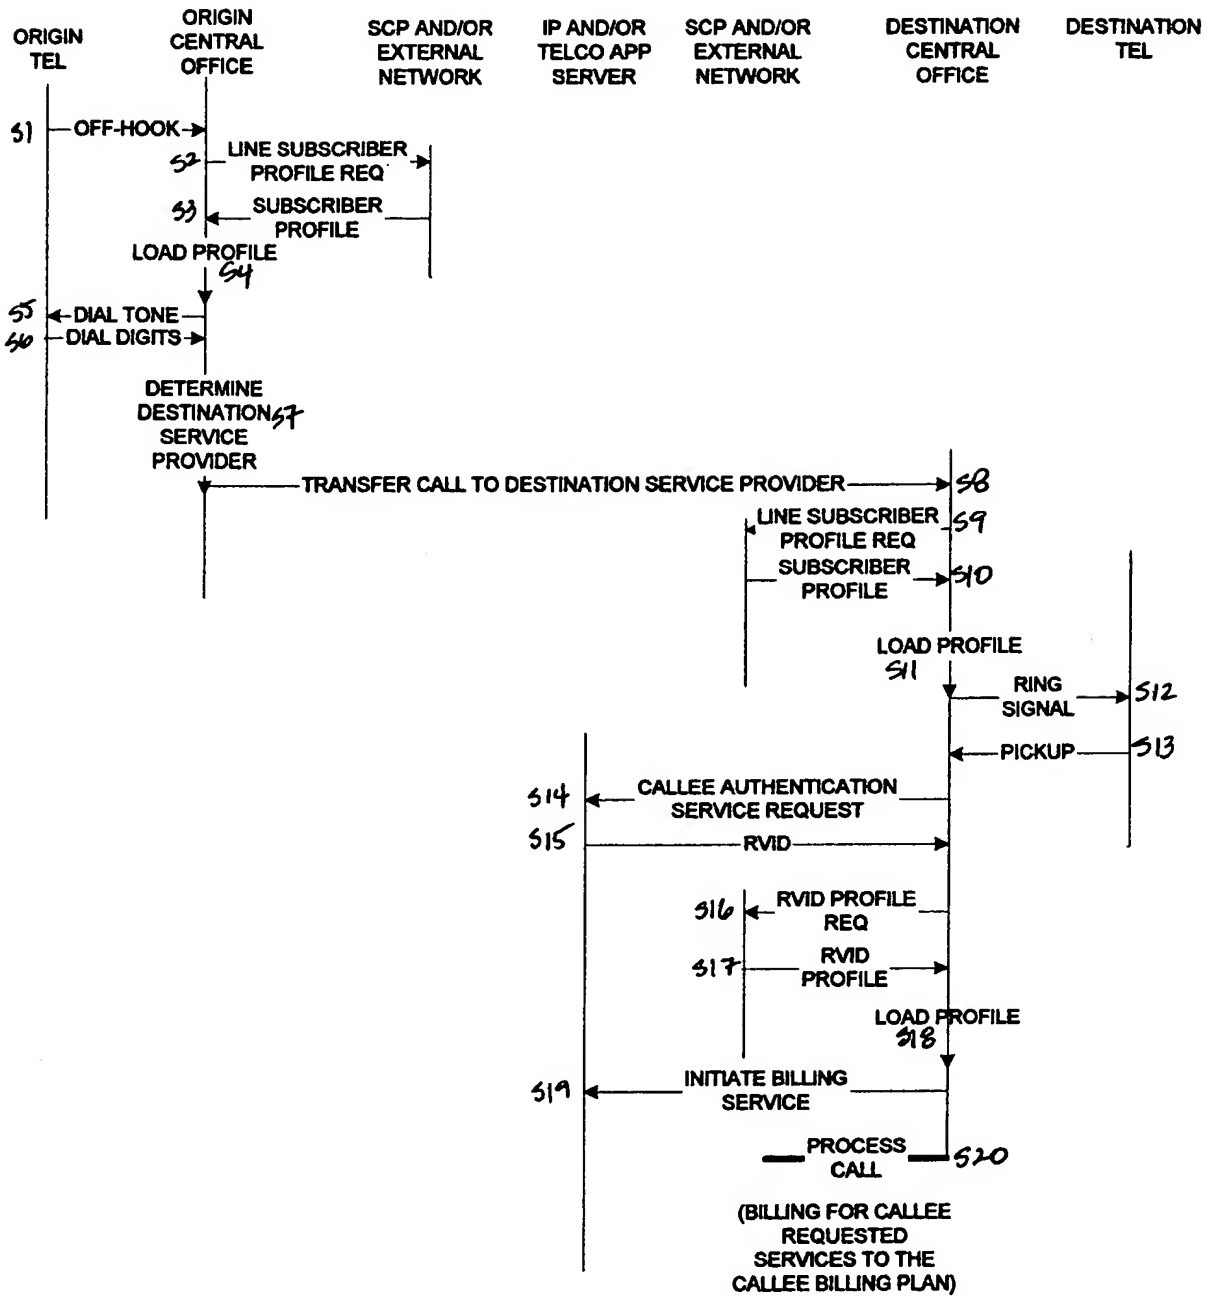 ORIGIN
TEL
ORIGIN
CENTRAL
OFFICE
SCP AND/OR
EXTERNAL
NETWORK
IP AND/OR
TELCO APP
SERVER
SCP AND/OR
EXTERNAL
NETWORK
DESTINATION
CENTRAL
OFFICE
DESTINATION
TEL
S1
OFF-HOOK
S2
LINE SUBSCRIBER
PROFILE REQ
S3
SUBSCRIBER
PROFILE
LOAD PROFILE
S4
S5
DIAL TONE
S6
DIAL DIGITS
DETERMINE
DESTINATION S7
SERVICE
PROVIDER
TRANSFER CALL TO DESTINATION SERVICE PROVIDER
S8
LINE SUBSCRIBER
PROFILE REQ
S9
SUBSCRIBER
PROFILE
S10
LOAD PROFILE
S11
RING
SIGNAL
S12
PICKUP
S13
S14
CALLEE AUTHENTICATION
SERVICE REQUEST
S15
RVID
S16
RVID PROFILE
REQ
S17
RVID
PROFILE
LOAD PROFILE
S18
S19
INITIATE BILLING
SERVICE
PROCESS
CALL
S20
(BILLING FOR CALLEE
REQUESTED
SERVICES TO THE
CALLEE BILLING PLAN)